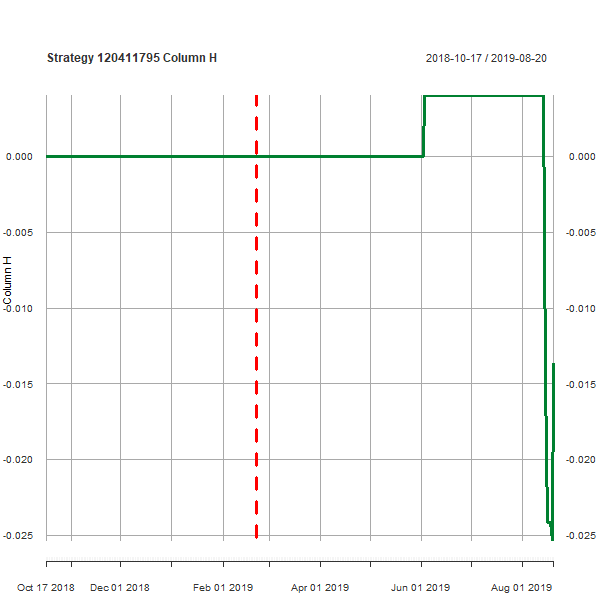 Strategy 120411795 Column H
2018-10-17 / 2019-08-20
0.000
0.000
-0.005
-0.005
Column H
-0.010
-0.010
-0.015
-0.015
-0.020
-0.020
-0.025
-0.025
Oct 17 2018
Dec 01 2018
Feb 01 2019
Apr 01 2019
Jun 01 2019
Aug 01 2019